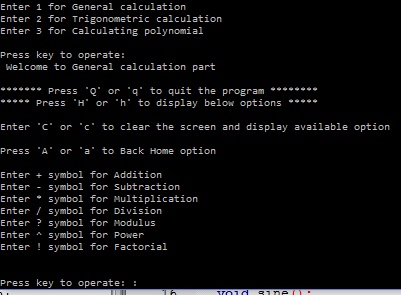 Enter 1 for General calculation
Enter 2 for Trigonometric calculation
Enter 3 for Calculating polynomial
Press key to operate:
Welcome to General calculation part
******* Press 'Q' or 'q' to quit the program ********
***** Press 'H' or 'h' to display below options *****
Enter 'C' or 'c' to clear the screen and display available option
Press 'A' or 'a' to Back Home option
Enter + symbol for Addition
Enter - symbol for Subtraction
Enter * symbol for Multiplication
Enter / symbol for Division
Enter ? symbol for Modulus
Enter ^ symbol for Power
Enter ! symbol for Factorial
Press key to operate: :
16 void sine();